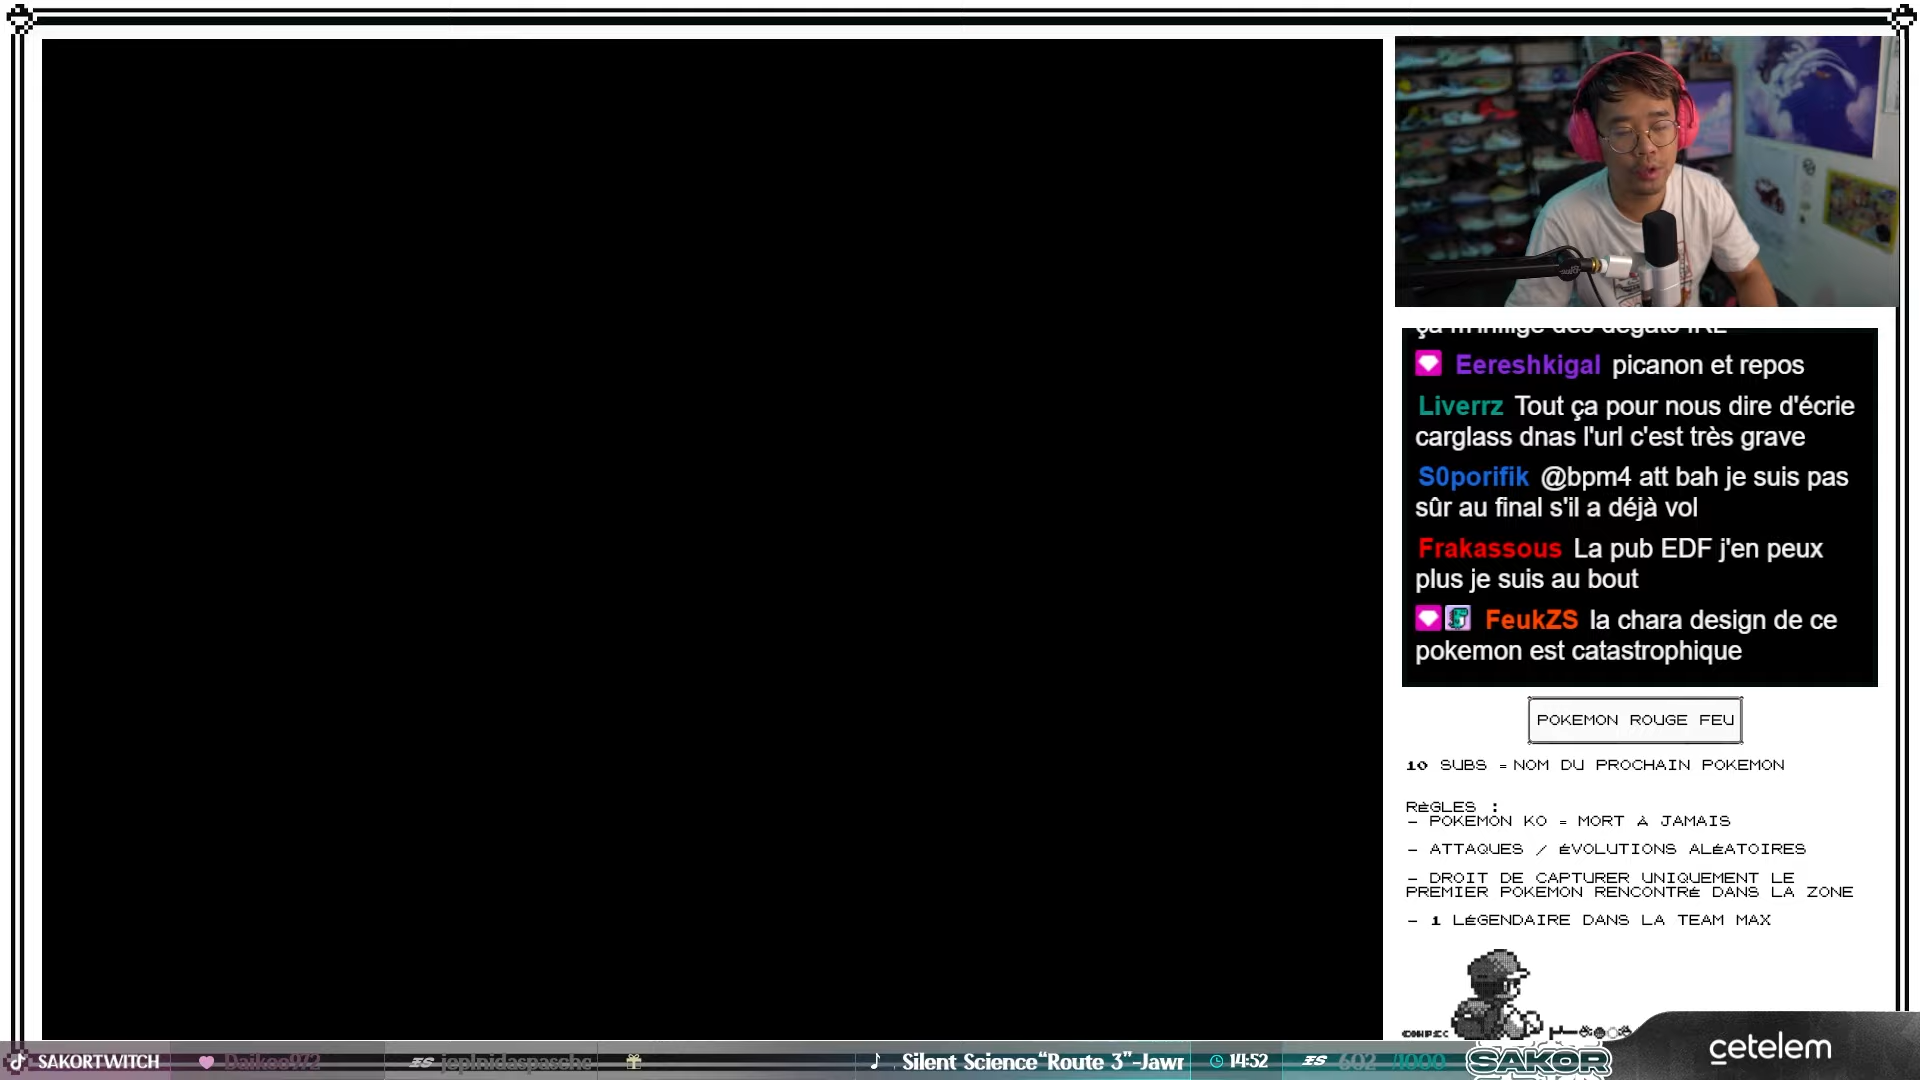 Eereshkigal picanon et repos
Liverrz Tout ça pour nous dire d'écrie
carglass dnas l'url c'est très grave
S0porifik @bpm4 att bah je suis pas
sûr au final s'il a déjà vol
Frakassous La pub EDF j'en peux
plus je suis au bout
FeukZS la chara design de ce
pokemon est catastrophique
POKEMON ROUGE FEU
10 SUBS = NOM DU PROCHAIN POKEMON
RÈGLES :
- POKEMON KO = MORT À JAMAIS
- ATTAQUES / ÉVOLUTIONS ALÉATOIRES
- DROIT DE CAPTURER UNIQUEMENT LE
PREMIER POKEMON RENCONTRÉ DANS LA ZONE
- 1 LÉGENDAIRE DANS LA TEAM MAX
SAKORTWITCH
Silent Science“Route 3”-Jawr
14:52
602 /1000
SAKOR
cetelem